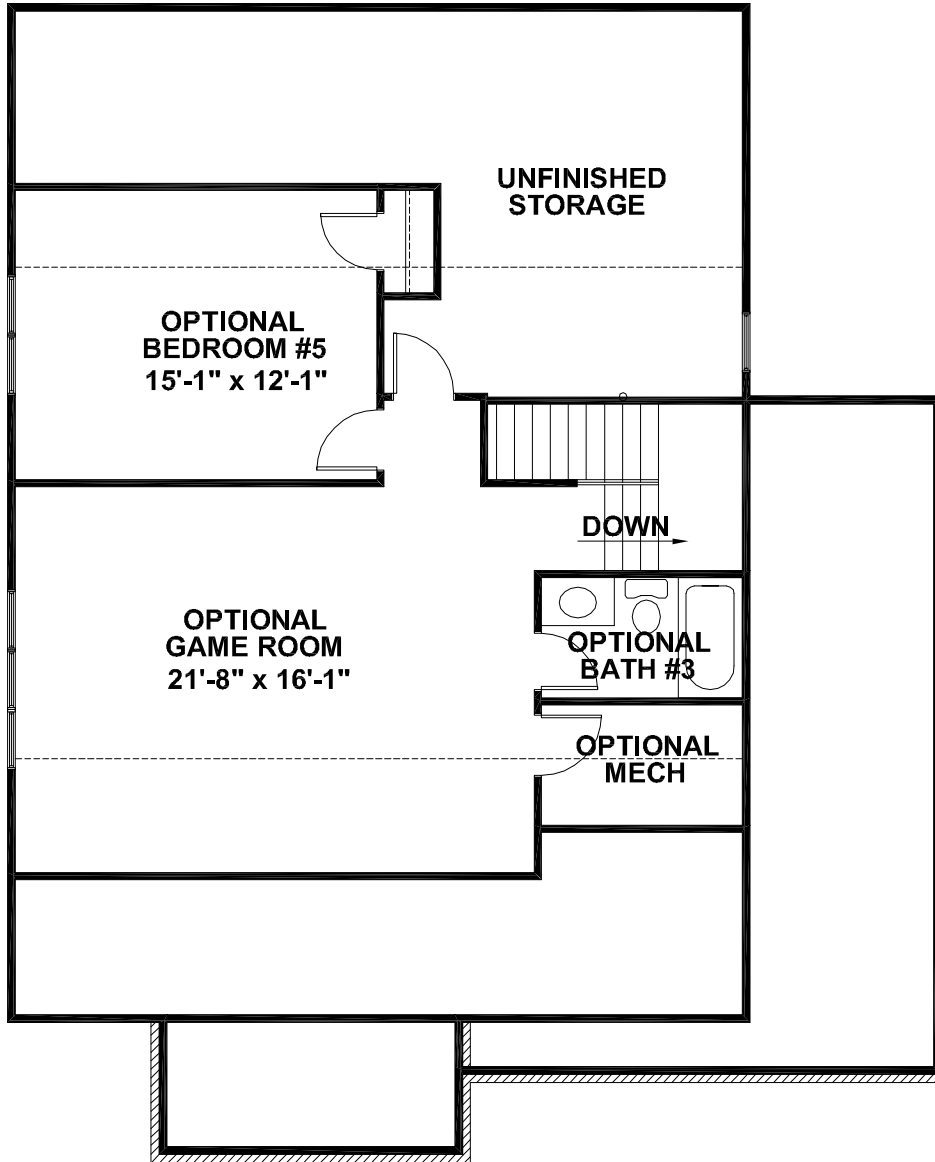 UNFINISHED
STORAGE
OPTIONAL
BEDROOM #5
15'-1" x 12'-1"
DOWN
OPTIONAL
GAME ROOM
21'-8" x 16'-1"
OPTIONAL
BATH #3
OPTIONAL
MECH